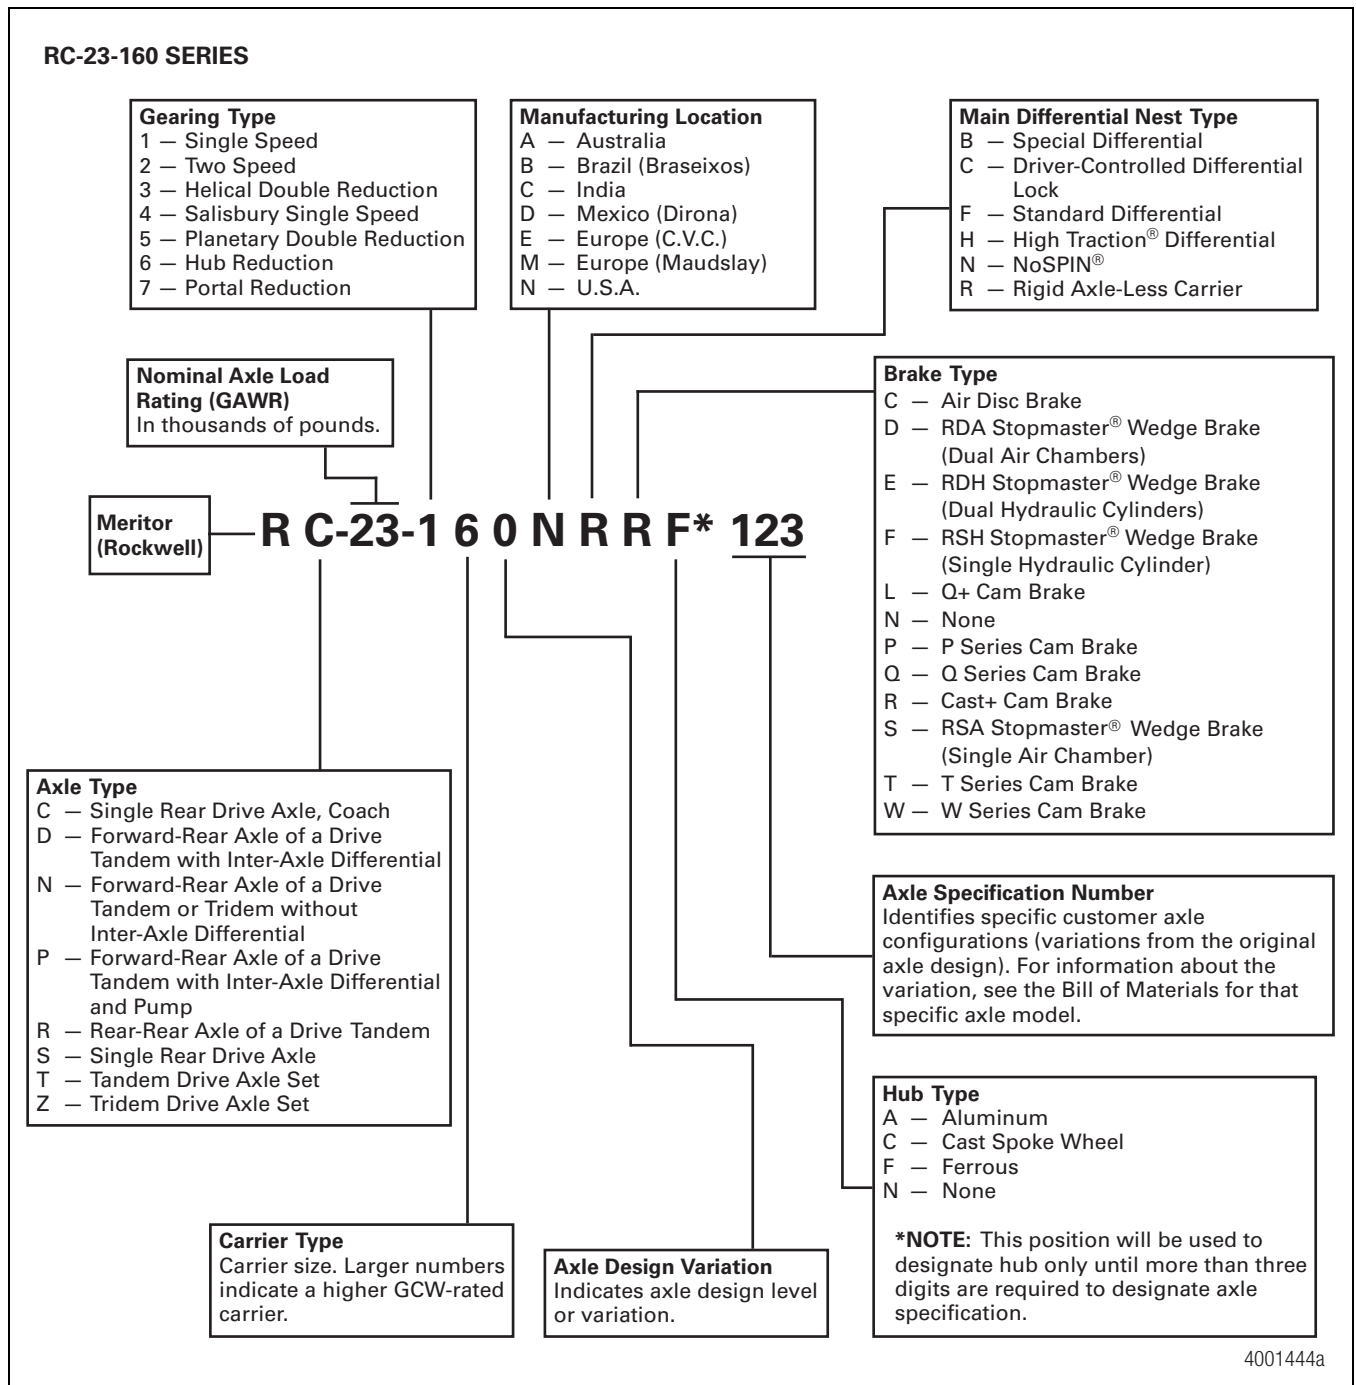 RC-23-160 SERIES
Gearing Type
1 — Single Speed
2 — Two Speed
3 — Helical Double Reduction
4 — Salisbury Single Speed
5 — Planetary Double Reduction
6 — Hub Reduction
7 — Portal Reduction
Manufacturing Location
A — Australia
B — Brazil (Braseixos)
C — India
D — Mexico (Dirona)
E — Europe (C.V.C.)
M — Europe (Maudslay)
N — U.S.A.
Main Differential Nest Type
B — Special Differential
C — Driver-Controlled Differential
Lock
F — Standard Differential
H — High Traction® Differential
N — NoSPIN®
R — Rigid Axle-Less Carrier
Nominal Axle Load
Rating (GAWR)
In thousands of pounds.
Brake Type
C — Air Disc Brake
D — RDA Stopmaster® Wedge Brake
(Dual Air Chambers)
E — RDH Stopmaster® Wedge Brake
(Dual Hydraulic Cylinders)
F — RSH Stopmaster® Wedge Brake
(Single Hydraulic Cylinder)
L — Q+ Cam Brake
N — None
P — P Series Cam Brake
Q — Q Series Cam Brake
R — Cast+ Cam Brake
S — RSA Stopmaster® Wedge Brake
(Single Air Chamber)
T — T Series Cam Brake
W — W Series Cam Brake
Meritor
(Rockwell)
R C-23-1 6 0 N R R F* 123
Axle Type
C — Single Rear Drive Axle, Coach
D — Forward-Rear Axle of a Drive
Tandem with Inter-Axle Differential
N — Forward-Rear Axle of a Drive
Tandem or Tridem without
Inter-Axle Differential
P — Forward-Rear Axle of a Drive
Tandem with Inter-Axle Differential
and Pump
R — Rear-Rear Axle of a Drive Tandem
S — Single Rear Drive Axle
T — Tandem Drive Axle Set
Z — Tridem Drive Axle Set
Axle Specification Number
Identifies specific customer axle
configurations (variations from the original
axle design). For information about the
variation, see the Bill of Materials for that
specific axle model.
Hub Type
A — Aluminum
C — Cast Spoke Wheel
F — Ferrous
N — None
*NOTE: This position will be used to
designate hub only until more than three
digits are required to designate axle
specification.
Carrier Type
Carrier size. Larger numbers
indicate a higher GCW-rated
carrier.
Axle Design Variation
Indicates axle design level
or variation.
4001444a